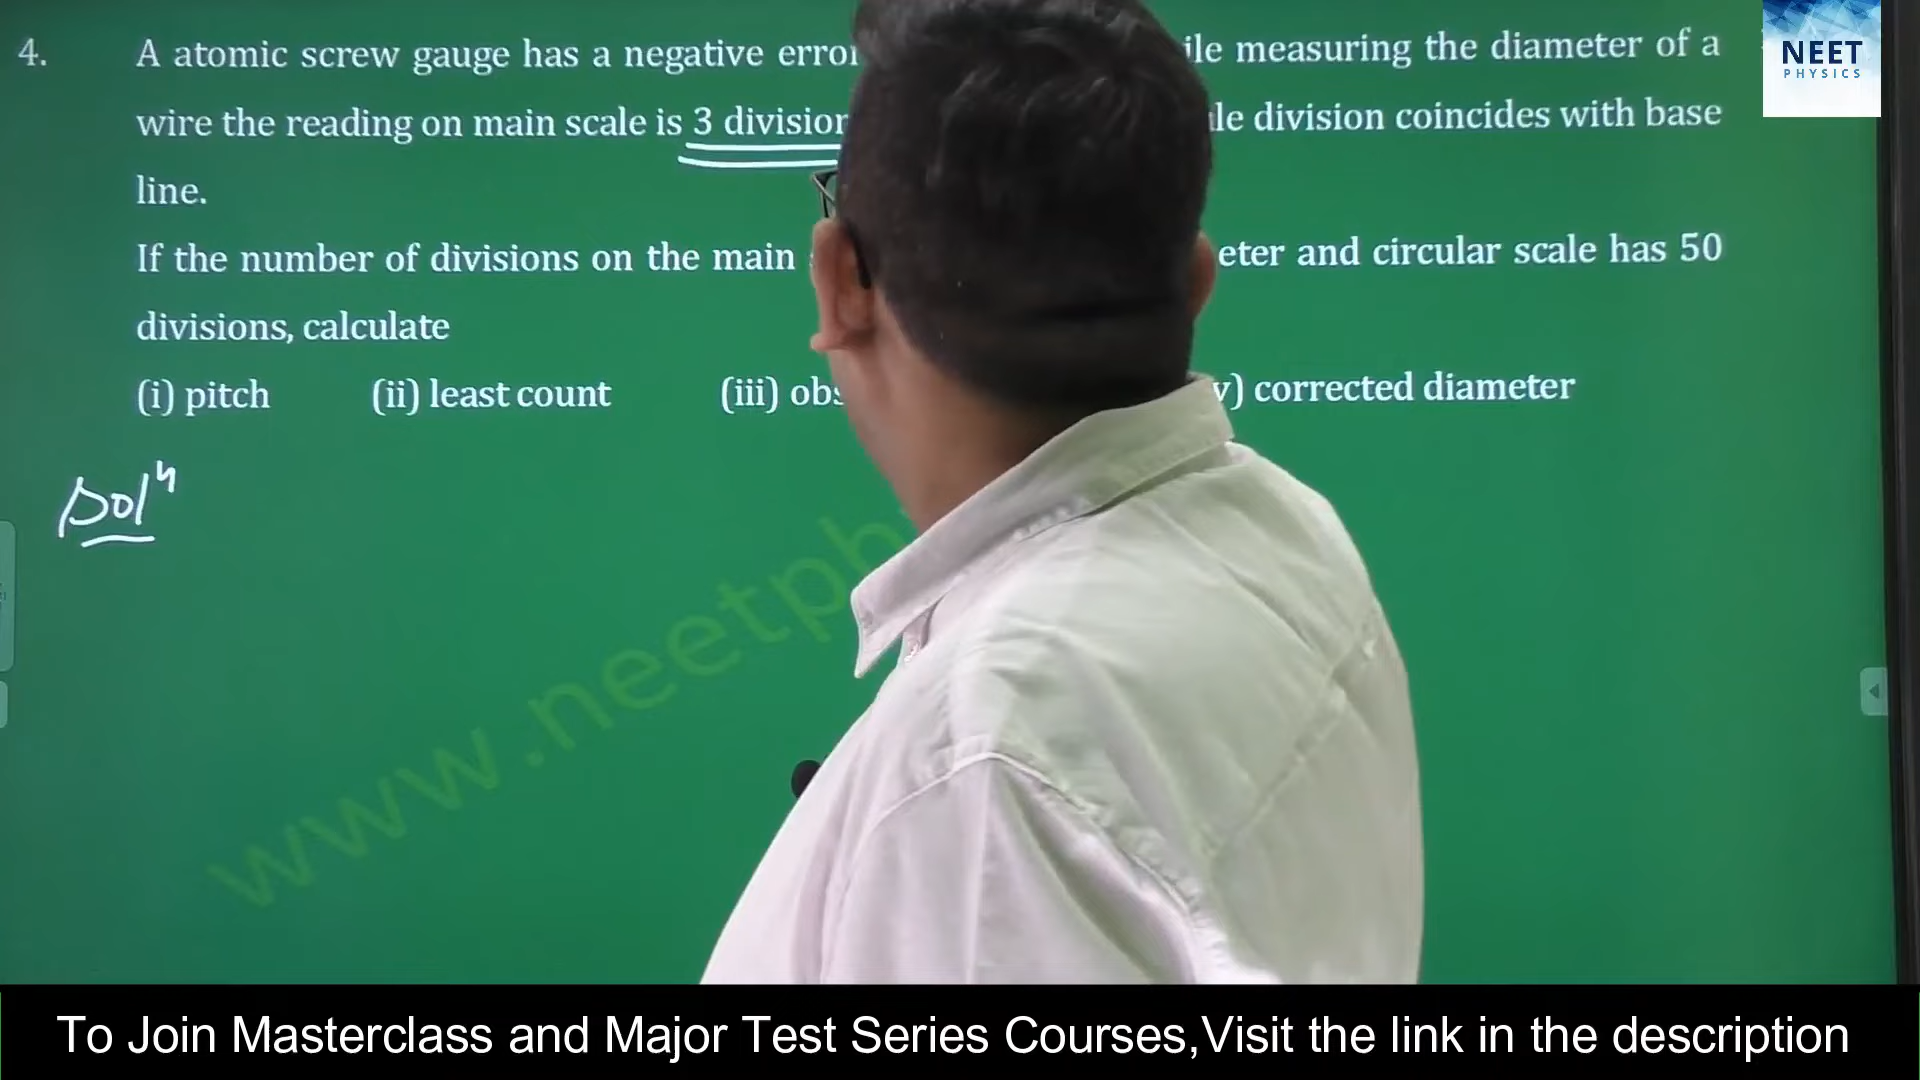 4. A atomic screw gauge has a negative error ile measuring the diameter of a
wire the reading on main scale is 3 division le division coincides with base
line.
If the number of divisions on the main eter and circular scale has 50
divisions, calculate
(i) pitch (ii) least count (iii) obs v) corrected diameter
Solⁿ
www.neetph
NEET
PHYSICS
To Join Masterclass and Major Test Series Courses,Visit the link in the description